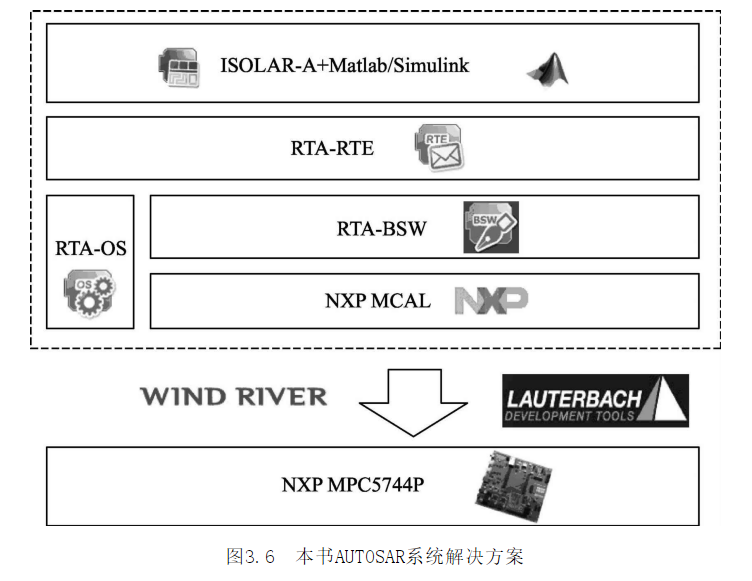 ISOLAR-A+Matlab/Simulink
RTA-RTE
RTE
RTA-OS
OS
RTA-BSW
BSW
NXP MCAL
NXP
WIND RIVER
LAUTERBACH
DEVELOPMENT TOOLS
NXP MPC5744P
图3.6 本书AUTOSAR系统解决方案